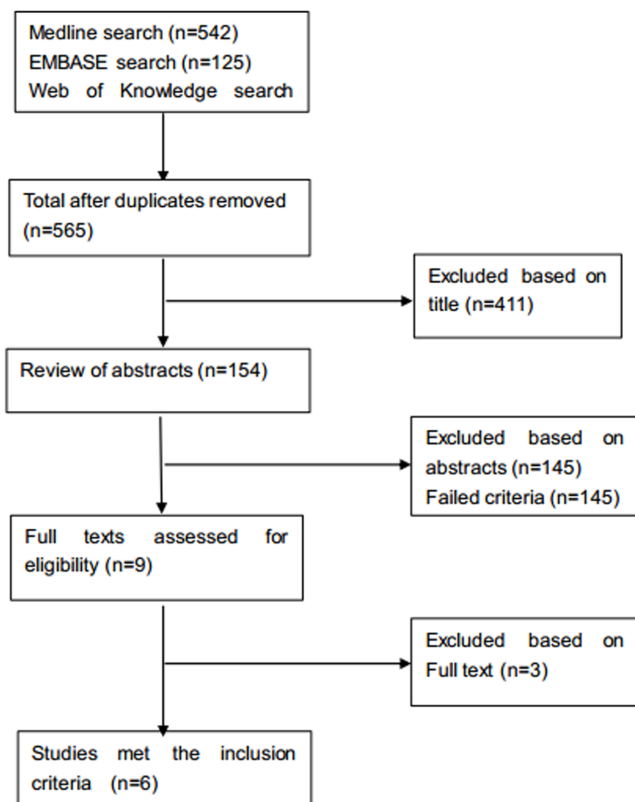 Medline search (n=542)
EMBASE search (n=125)
Web of Knowledge search
Total after duplicates removed
(n=565)
Excluded based on
title (n=411)
Review of abstracts (n=154)
Excluded based on
abstracts (n=145)
Failed criteria (n=145)
Full texts assessed for
eligibility (n=9)
Excluded based on
Full text (n=3)
Studies met the inclusion
criteria (n=6)